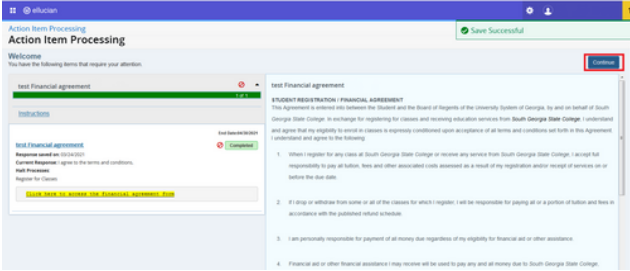 ellucian
Action Item Processing
Action Item Processing
Save Successful
Welcome
You have the following items that require your attention.
Continue
test Financial agreement
1 of 1
Instructions
End Date:04/30/2021
test Financial agreement
Completed
Response saved on: 03/24/2021
Current Response: I agree to the terms and conditions.
Halt Processes
Register for Classes
Click here to access the financial agreement form
test Financial agreement
STUDENT REGISTRATION / FINANCIAL AGREEMENT
This Agreement is entered into between the Student and the Board of Regents of the University System of Georgia, by and on behalf of South
Georgia State College. In exchange for registering for classes and receiving education services from South Georgia State College, I understand
and agree that my eligibility to enroll in classes is expressly conditioned upon acceptance of all terms and conditions set forth in this Agreement.
I understand and agree to the following:
1. When I register for any class at South Georgia State College or receive any service from South Georgia State College, I accept full
responsibility to pay all tuition, fees and other associated costs assessed as a result of my registration and/or receipt of services on or
before the due date.
2. If I drop or withdraw from some or all of the classes for which I register, I will be responsible for paying all or a portion of tuition and fees in
accordance with the published refund schedule.
3. I am personally responsible for payment of all money due regardless of my eligibility for financial aid or other assistance.
4. Financial aid or other financial assistance I may receive will be used to pay any and all money due to South Georgia State College,